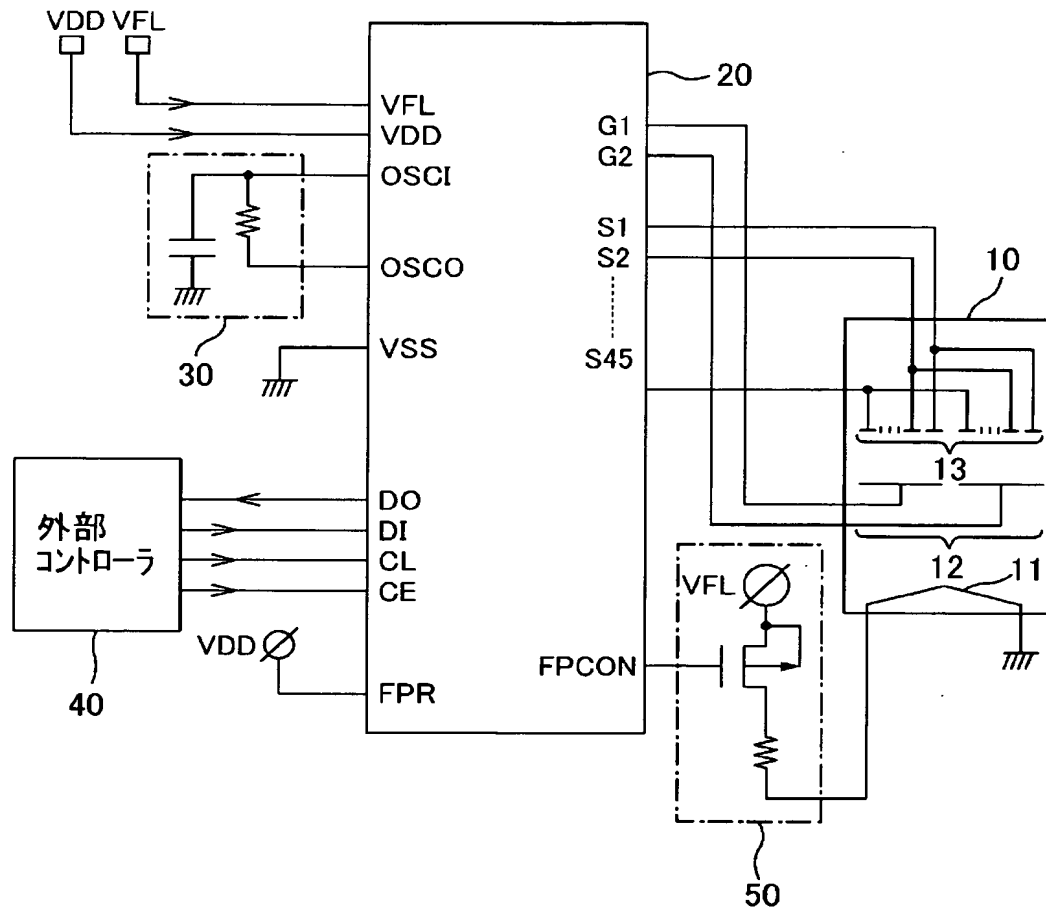 VDD VFL
20
VFL
VDD
OSCI
OSCO
VSS
30
G1
G2
S1
S2
S45
10
13
12
11
外部
コントローラ
40
DO
DI
CL
CE
VDD
FPR
FPCON
VFL
50